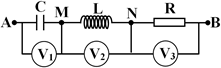 A C M L N R B
V₁ V₂ V₃